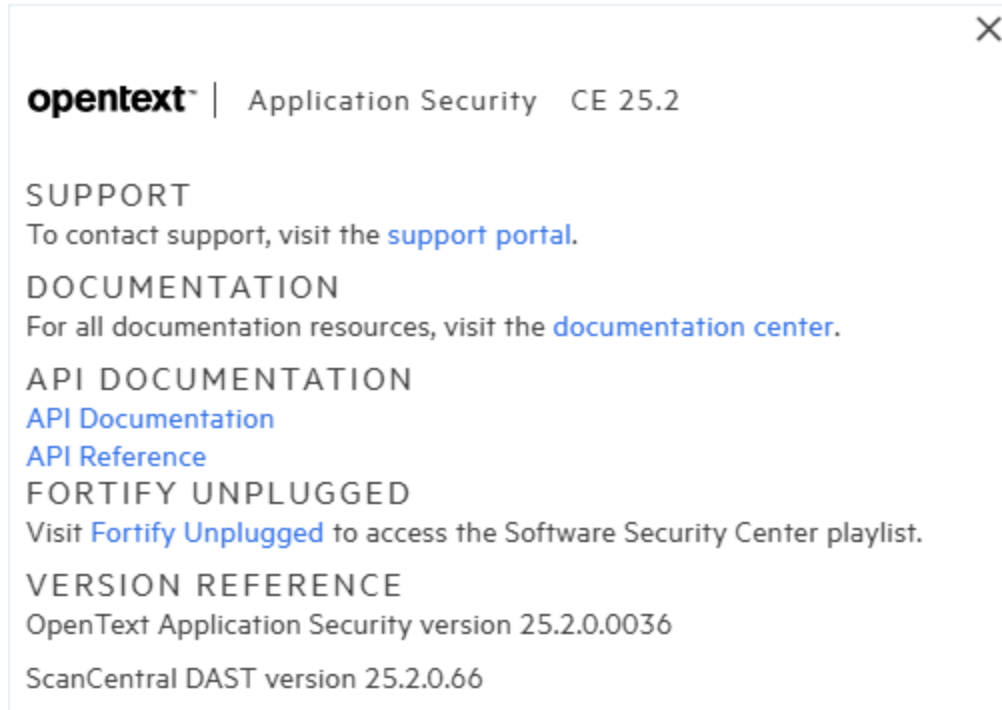 opentext™ | Application Security CE 25.2
SUPPORT
To contact support, visit the support portal.
DOCUMENTATION
For all documentation resources, visit the documentation center.
API DOCUMENTATION
API Documentation
API Reference
FORTIFY UNPLUGGED
Visit Fortify Unplugged to access the Software Security Center playlist.
VERSION REFERENCE
OpenText Application Security version 25.2.0.0036
ScanCentral DAST version 25.2.0.66